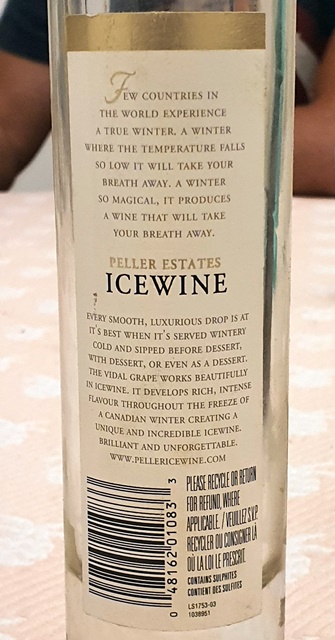 FEW COUNTRIES IN
THE WORLD EXPERIENCE
A TRUE WINTER. A WINTER
WHERE THE TEMPERATURE FALLS
SO LOW IT WILL TAKE YOUR
BREATH AWAY. A WINTER
SO MAGICAL, IT PRODUCES
A WINE THAT WILL TAKE
YOUR BREATH AWAY.
PELLER ESTATES
ICEWINE
EVERY SMOOTH, LUXURIOUS DROP IS AT
IT'S BEST WHEN IT'S SERVED WINTERY
COLD AND SIPPED BEFORE DESSERT,
WITH DESSERT, OR EVEN AS A DESSERT.
THE VIDAL GRAPE WORKS BEAUTIFULLY
IN ICEWINE. IT DEVELOPS RICH, INTENSE
FLAVOUR THROUGHOUT THE FREEZE OF
A CANADIAN WINTER CREATING A
UNIQUE AND INCREDIBLE ICEWINE.
BRILLIANT AND UNFORGETTABLE.
WWW.PELLERICEWINE.COM
0 48162 01083 3
PLEASE RECYCLE OR RETURN
FOR REFUND, WHERE
APPLICABLE. / VEUILLEZ S.V.P.
RECYCLER OU CONSIGNER LÀ
OÙ LA LOI LE PRESCRIT.
CONTAINS SULPHITES
CONTIENT DES SULFITES
LS1753-03
1038951